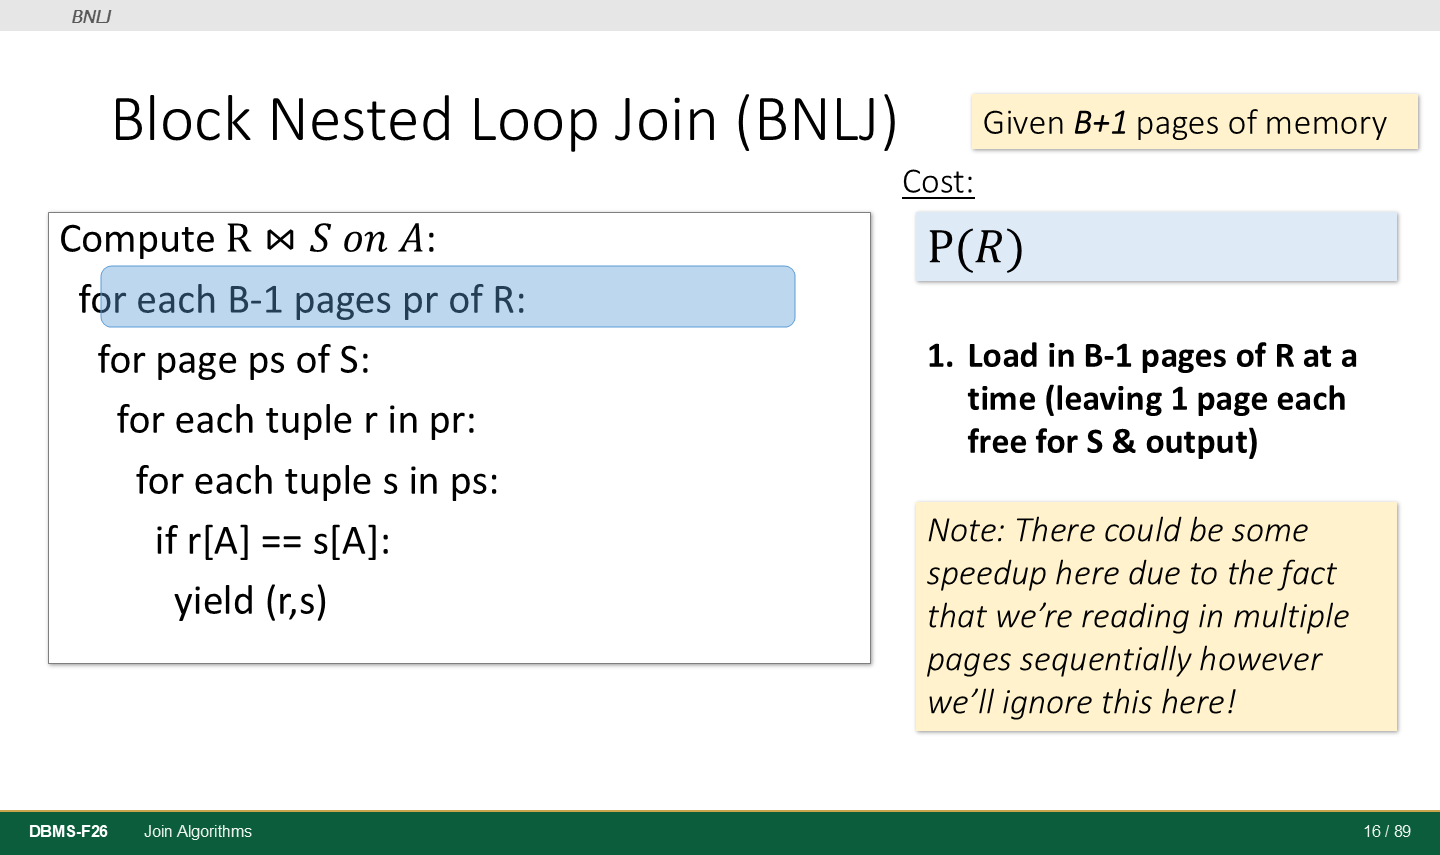 BNLJ
Block Nested Loop Join (BNLJ)
Given B+1 pages of memory
Cost:
Compute R ⋈ S on A:
for each B-1 pages pr of R:
for page ps of S:
for each tuple r in pr:
for each tuple s in ps:
if r[A] == s[A]:
yield (r,s)
P(R)
1. Load in B-1 pages of R at a
time (leaving 1 page each
free for S & output)
Note: There could be some
speedup here due to the fact
that we’re reading in multiple
pages sequentially however
we’ll ignore this here!
DBMS-F26 Join Algorithms 16 / 89